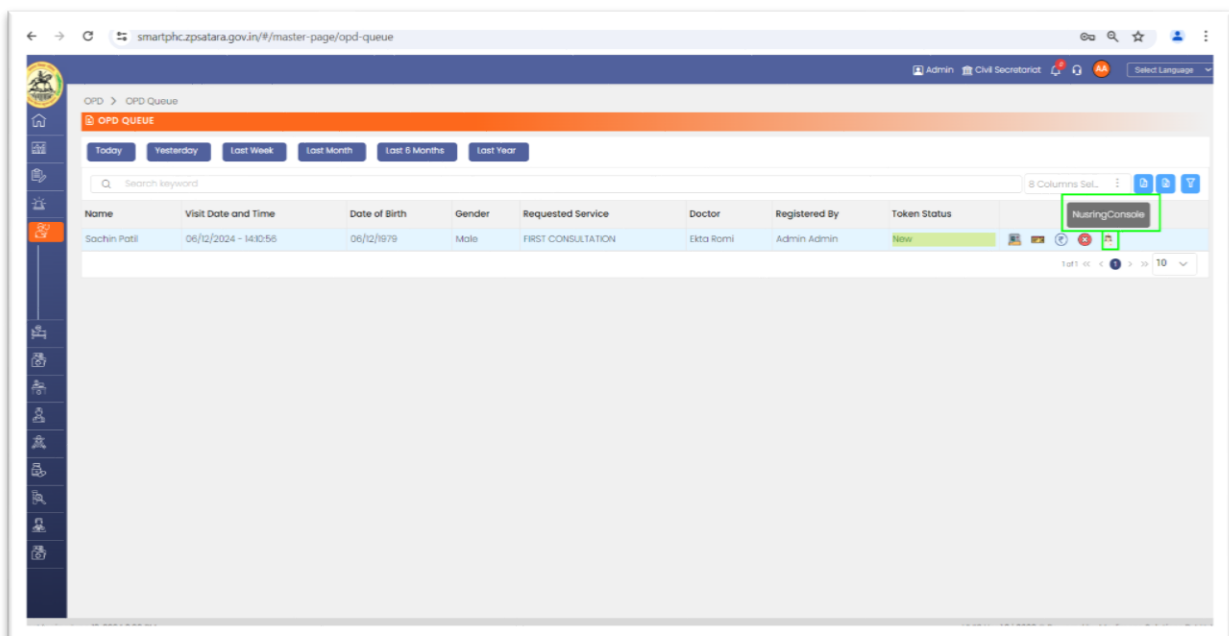 smartphc.zpsatara.gov.in/#/master-page/opd-queue
Admin Civil Secretariat AA Select Language
OPD > OPD Queue
OPD QUEUE
Today Yesterday Last Week Last Month Last 6 Months Last Year
Search keyword 8 Columns Sel...
Name Visit Date and Time Date of Birth Gender Requested Service Doctor Registered By Token Status NusringConsole
Sachin Patil 06/12/2024 - 14:10:56 06/12/1979 Male FIRST CONSULTATION Ekta Romi Admin Admin New
1 of 1 << < 1 > >> 10